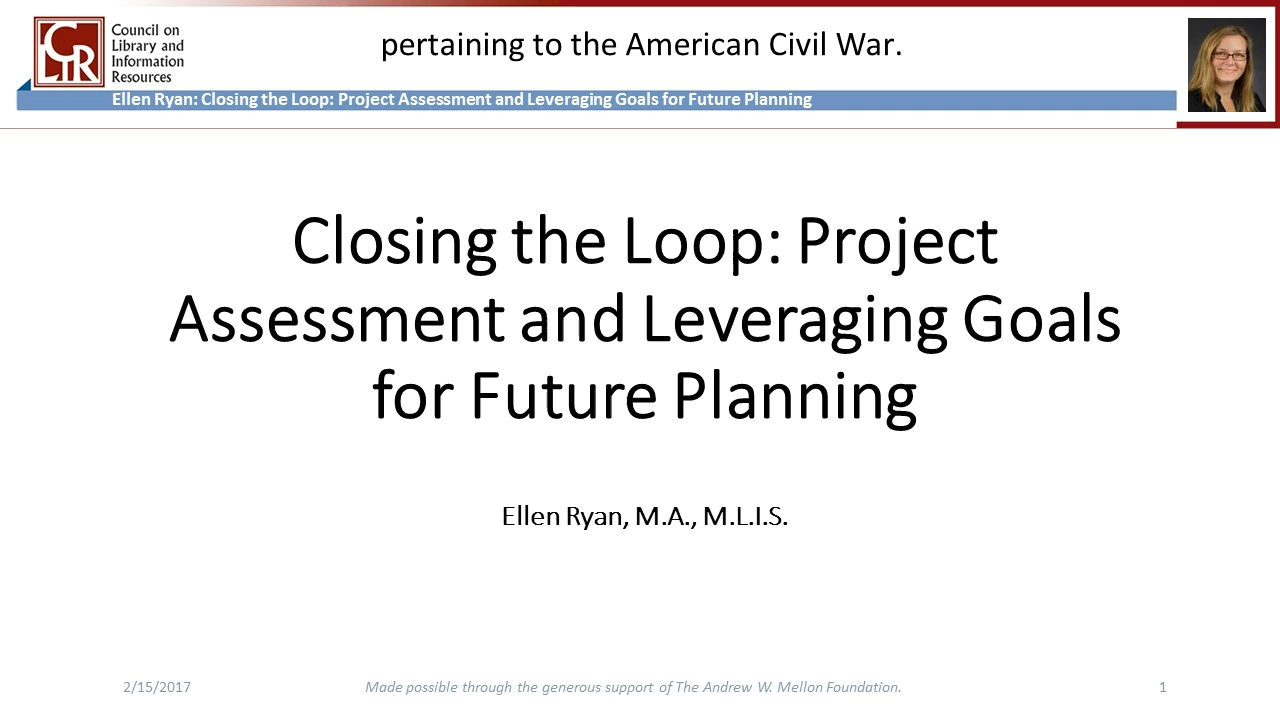 CLIR
Council on
Library and
Information
Resources
pertaining to the American Civil War.
Ellen Ryan: Closing the Loop: Project Assessment and Leveraging Goals for Future Planning
Closing the Loop: Project
Assessment and Leveraging Goals
for Future Planning
Ellen Ryan, M.A., M.L.I.S.
2/15/2017
Made possible through the generous support of The Andrew W. Mellon Foundation.
1